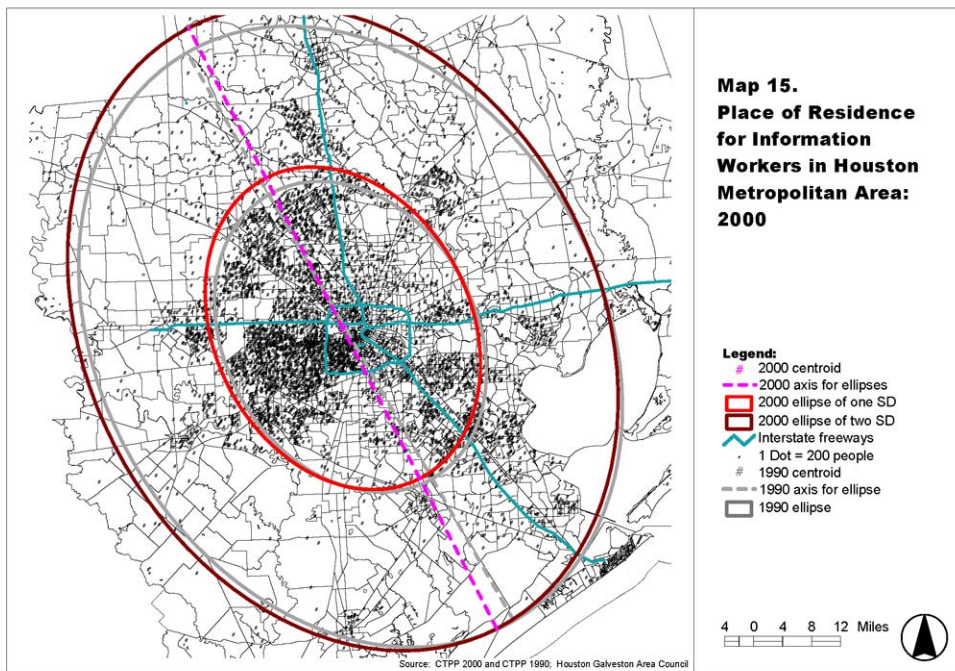 Map 15.
Place of Residence
for Information
Workers in Houston
Metropolitan Area:
2000
Legend:
# 2000 centroid
2000 axis for ellipses
2000 ellipse of one SD
2000 ellipse of two SD
Interstate freeways
1 Dot = 200 people
# 1990 centroid
1990 axis for ellipse
1990 ellipse
4 0 4 8 12 Miles
Source: CTPP 2000 and CTPP 1990; Houston Galveston Area Council